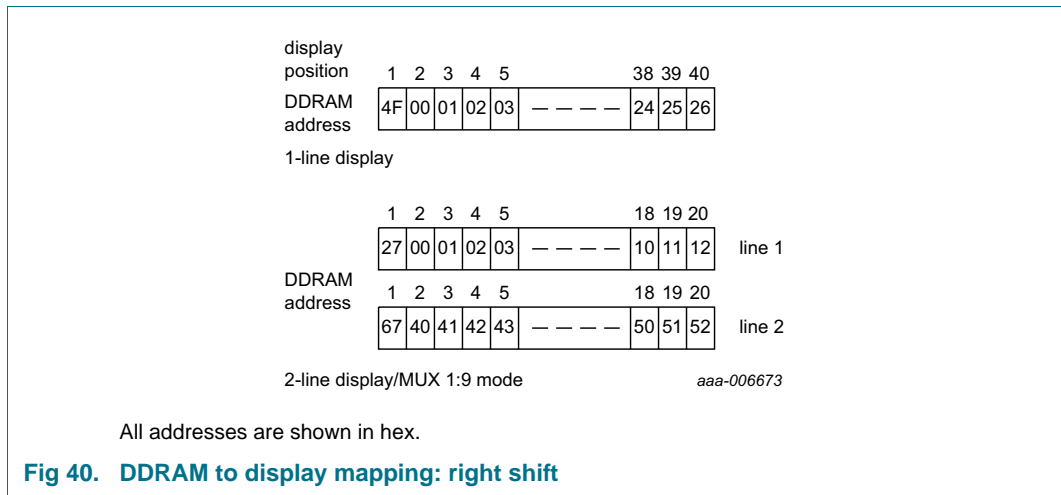 display
position 1 2 3 4 5 38 39 40
DDRAM
address 4F 00 01 02 03 — — — — 24 25 26
1-line display
1 2 3 4 5 18 19 20
27 00 01 02 03 — — — — 10 11 12 line 1
DDRAM
address 1 2 3 4 5 18 19 20
67 40 41 42 43 — — — — 50 51 52 line 2
2-line display/MUX 1:9 mode aaa-006673
All addresses are shown in hex.
Fig 40. DDRAM to display mapping: right shift